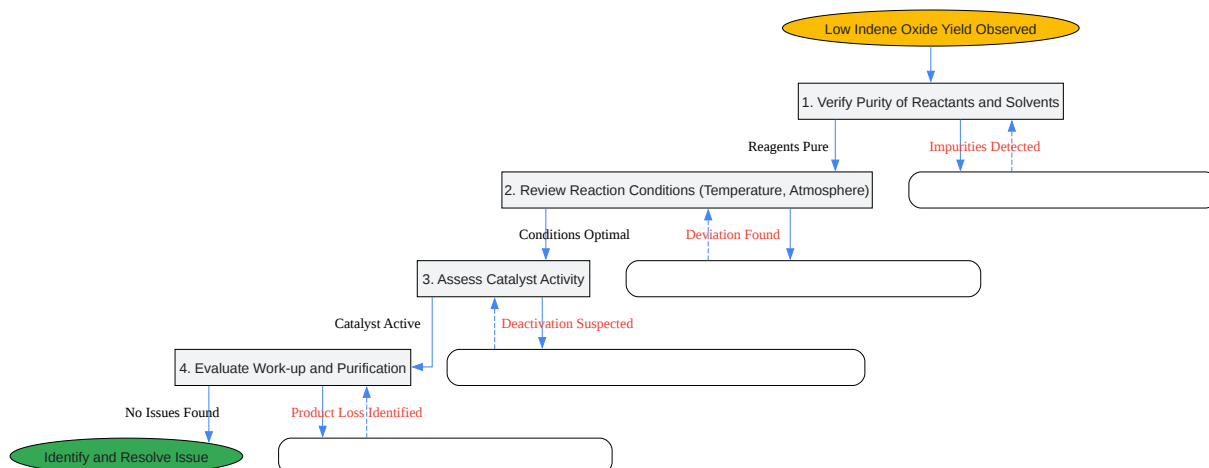 Low Indene Oxide Yield Observed
1. Verify Purity of Reactants and Solvents
Reagents Pure
Impurities Detected
2. Review Reaction Conditions (Temperature, Atmosphere)
Conditions Optimal
Deviation Found
3. Assess Catalyst Activity
Catalyst Active
Deactivation Suspected
4. Evaluate Work-up and Purification
No Issues Found
Product Loss Identified
Identify and Resolve Issue